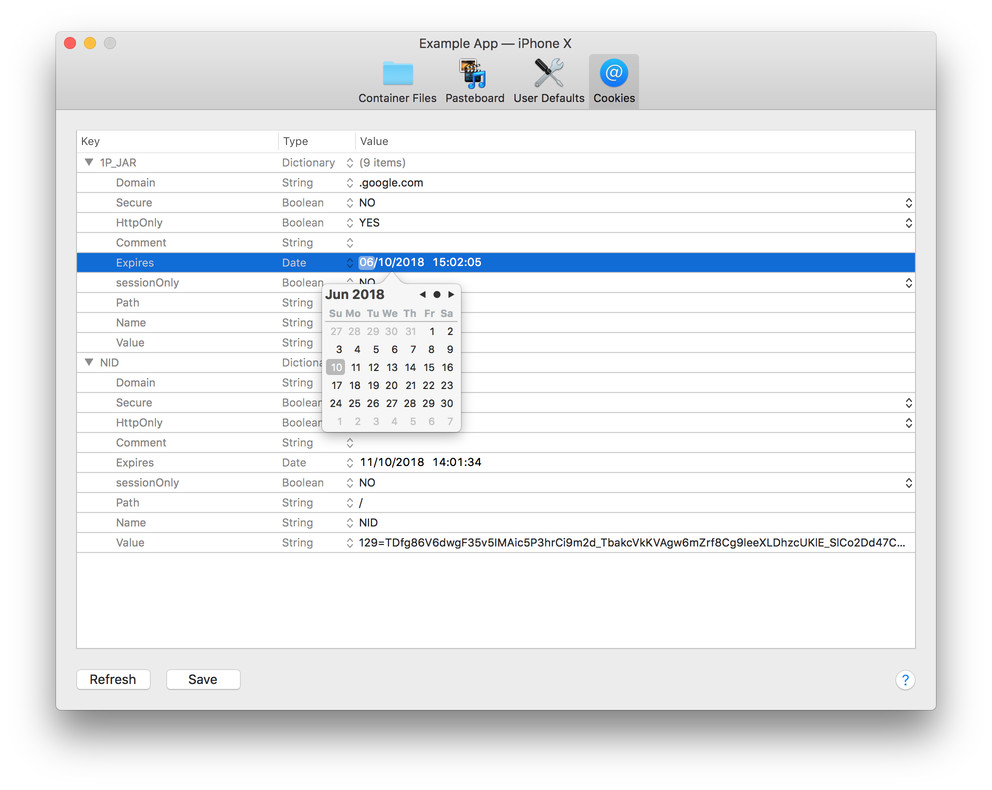 Example App — iPhone X
Container Files Pasteboard User Defaults Cookies
Key Type Value
1P_JAR Dictionary (9 items)
Domain String .google.com
Secure Boolean NO
HttpOnly Boolean YES
Comment String
Expires Date 06/10/2018 15:02:05
sessionOnly Boolean NO
Path String
Name String
Value String
Jun 2018
Su Mo Tu We Th Fr Sa
27 28 29 30 31 1 2
3 4 5 6 7 8 9
10 11 12 13 14 15 16
17 18 19 20 21 22 23
24 25 26 27 28 29 30
1 2 3 4 5 6 7
NID
Domain String
Secure
HttpOnly
Comment String
Expires Date 11/10/2018 14:01:34
sessionOnly Boolean NO
Path String /
Name String NID
Value String
Refresh Save ?